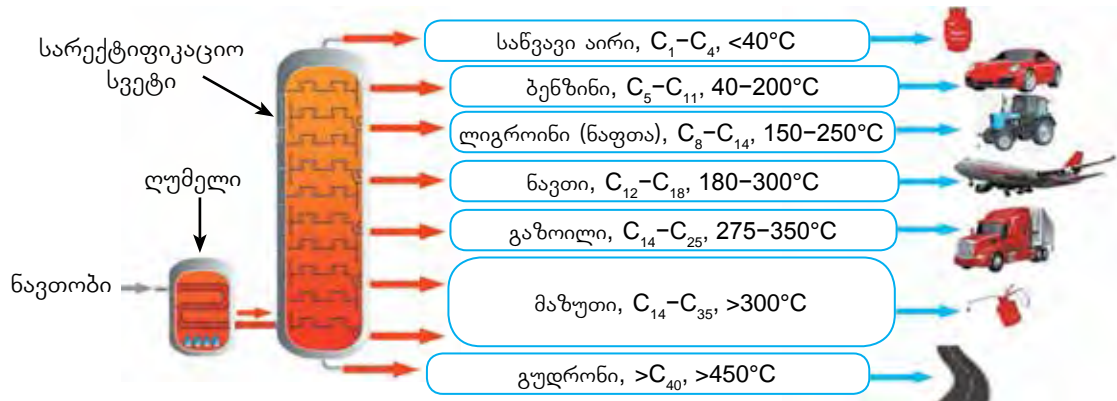 სარექტიფიკაციო
სვეტი
ღუმელი
ნავთობი
საწვავი აირი, C₁–C₄, <40°C
ბენზინი, C₅–C₁₁, 40–200°C
ლიგროინი (ნაფთა), C₈–C₁₄, 150–250°C
ნავთი, C₁₂–C₁₈, 180–300°C
გაზოილი, C₁₄–C₂₅, 275–350°C
მაზუთი, C₁₄–C₃₅, >300°C
გუდრონი, >C₄₀, >450°C